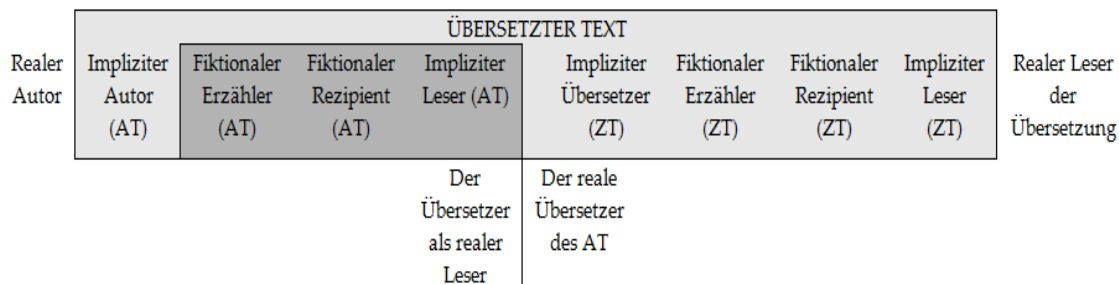 ÜBERSETZTER TEXT
Realer Impliziter Fiktionaler Fiktionaler Impliziter Impliziter Fiktionaler Fiktionaler Impliziter Realer Leser
Autor Autor Erzähler Rezipient Leser (AT) Übersetzer Erzähler Rezipient Leser der
(AT) (AT) (AT) (ZT) (ZT) (ZT) (ZT) Übersetzung
Der Der reale
Übersetzer Übersetzer
als realer des AT
Leser